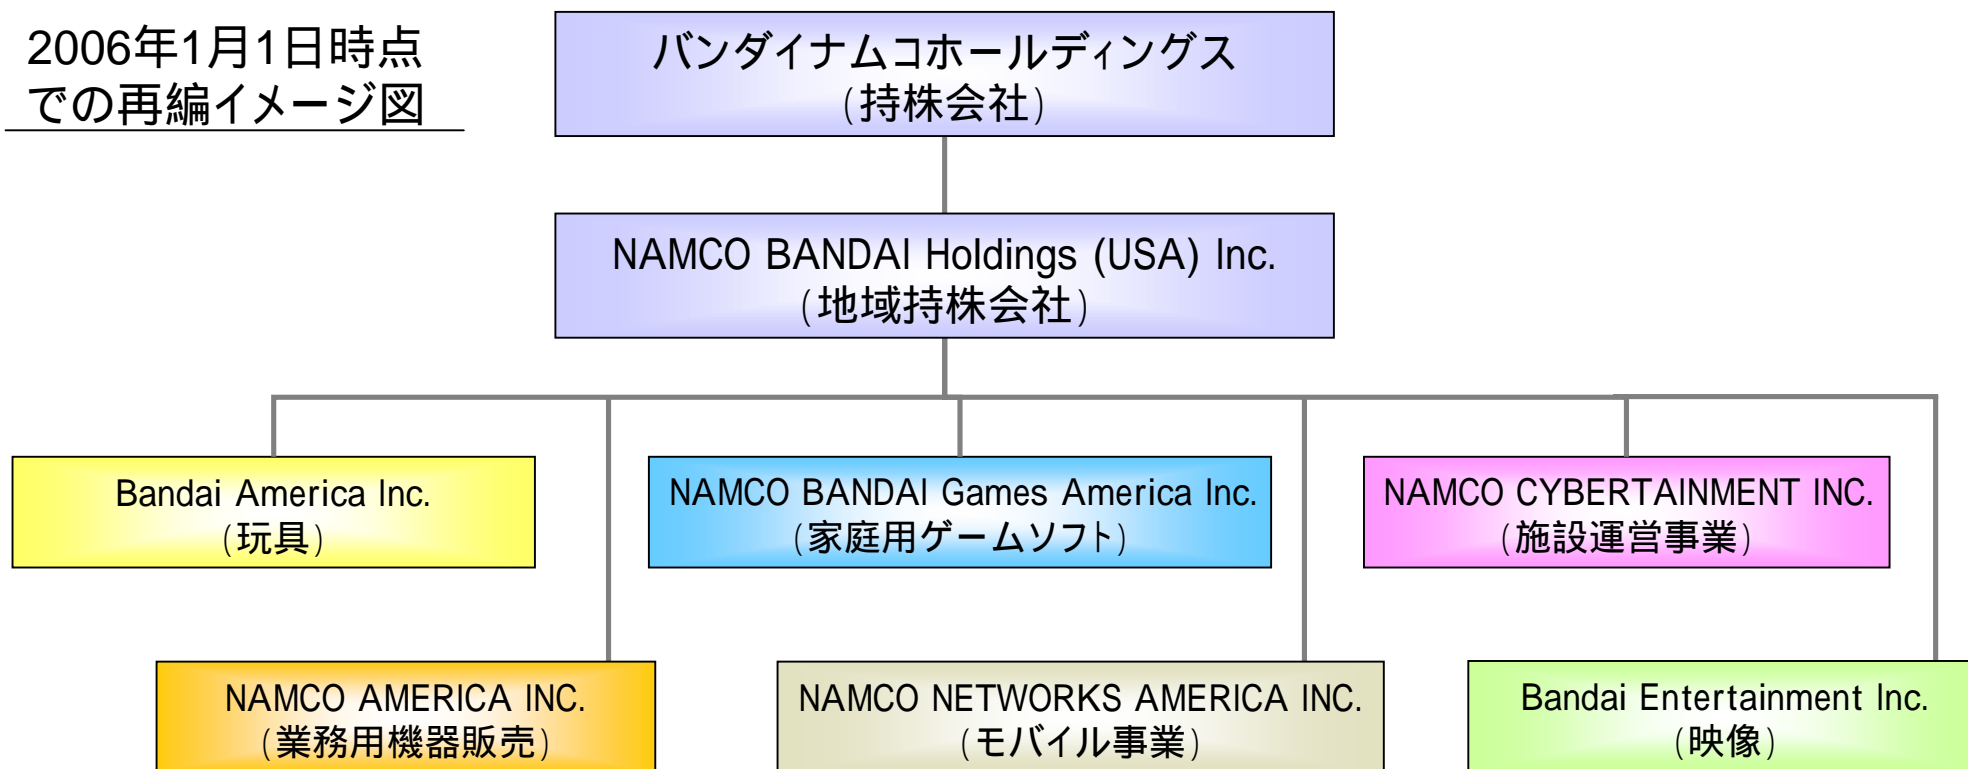 2006年1月1日時点
での再編イメージ図
バンダイナムコホールディングス
(持株会社)
NAMCO BANDAI Holdings (USA) Inc.
(地域持株会社)
Bandai America Inc.
(玩具)
NAMCO BANDAI Games America Inc.
(家庭用ゲームソフト)
NAMCO CYBERTAINMENT INC.
(施設運営事業)
NAMCO AMERICA INC.
(業務用機器販売)
NAMCO NETWORKS AMERICA INC.
(モバイル事業)
Bandai Entertainment Inc.
(映像)